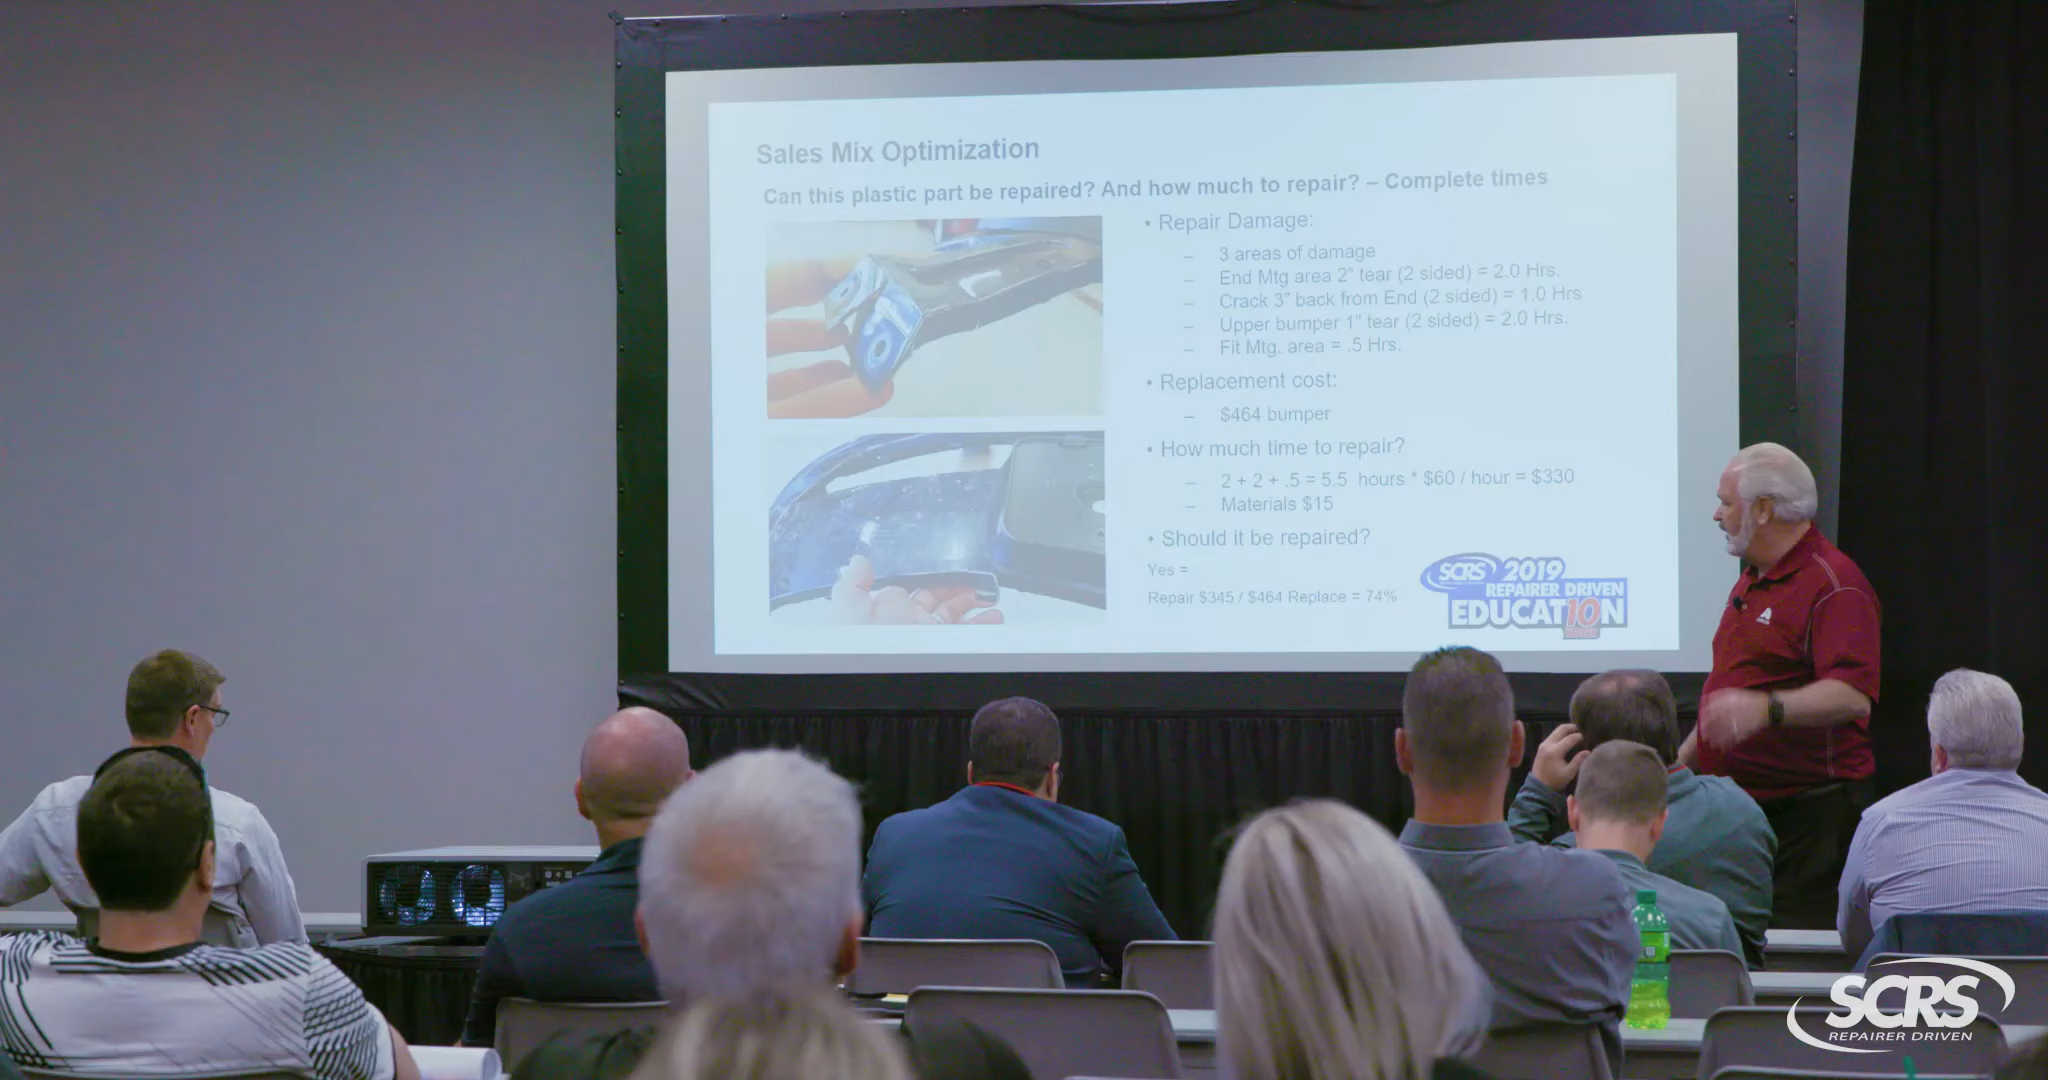 Sales Mix Optimization
Can this plastic part be repaired? And how much to repair? – Complete times
• Repair Damage:
– 3 areas of damage
– End Mtg area 2" tear (2 sided) = 2.0 Hrs.
– Crack 3" back from End (2 sided) = 1.0 Hrs
– Upper bumper 1" tear (2 sided) = 2.0 Hrs.
– Fit Mtg. area = .5 Hrs.
• Replacement cost:
– $464 bumper
• How much time to repair?
– 2 + 2 + .5 = 5.5 hours * $60 / hour = $330
– Materials $15
• Should it be repaired?
Yes =
Repair $345 / $464 Replace = 74%
SCRS 2019
REPAIRER DRIVEN
EDUCAT10N
SCRS
REPAIRER DRIVEN